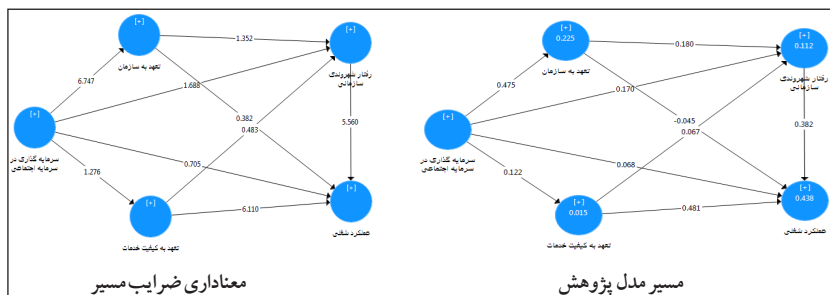 [+]
تعهد به سازمان
[+]
رفتار شهروندی
سازمانی
[+]
سرمایه گذاری در
سرمایه اجتماعی
[+]
تعهد به کیفیت خدمات
[+]
عملکرد شغلی
1.352
6.747
1.688
0.382
0.483
5.560
0.705
1.276
6.110
معناداری ضرایب مسیر
[+]
0.225
تعهد به سازمان
[+]
0.112
رفتار شهروندی
سازمانی
[+]
سرمایه گذاری در
سرمایه اجتماعی
[+]
0.015
تعهد به کیفیت خدمات
[+]
0.438
عملکرد شغلی
0.180
0.475
0.170
-0.045
0.067
0.382
0.068
0.122
0.481
مسیر مدل پژوهش